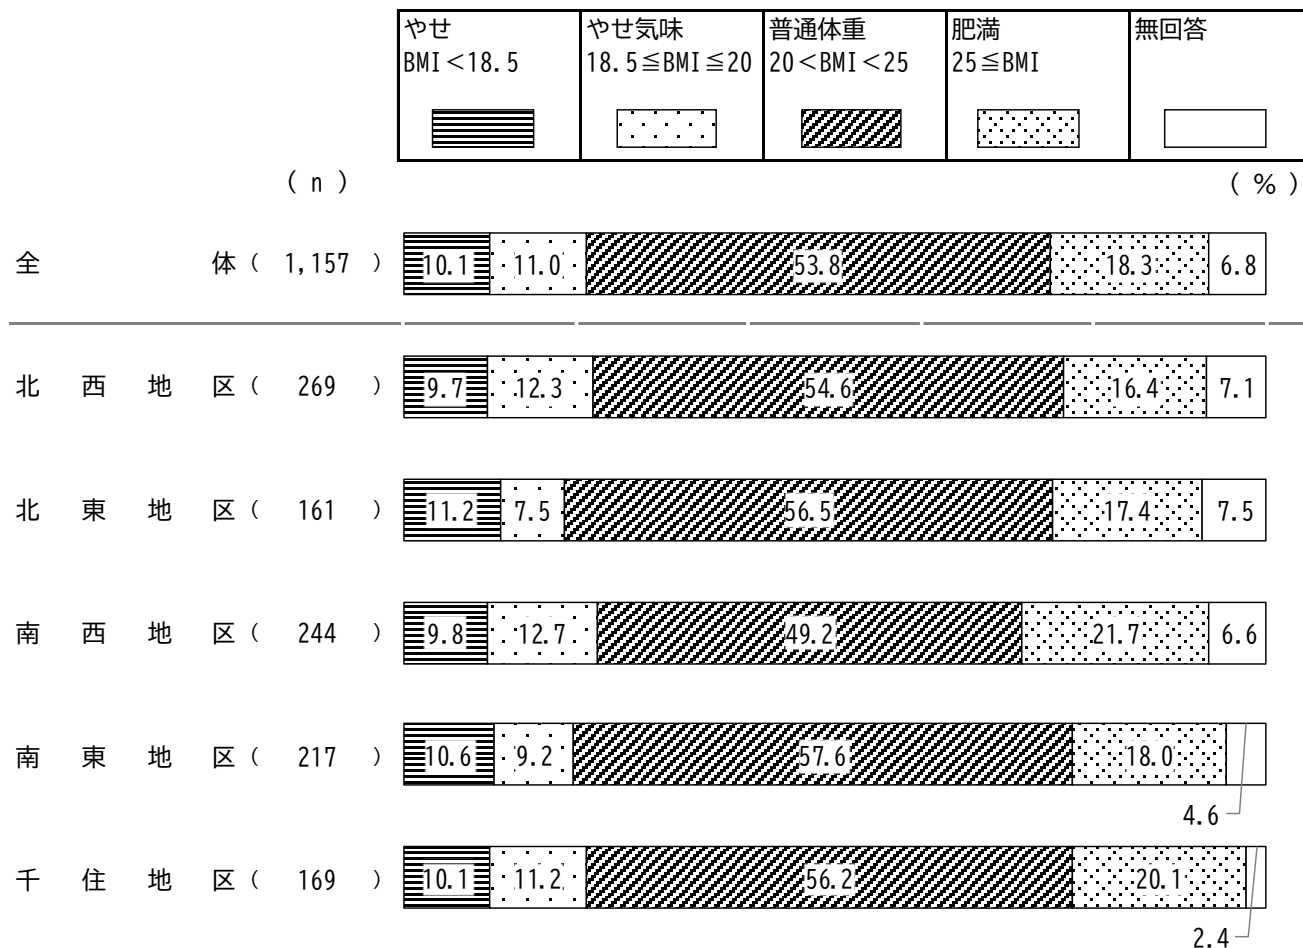 やせ やせ気味 普通体重 肥満 無回答
BMI<18.5 18.5≦BMI≦20 20<BMI<25 25≦BMI
(n) (%)
全体(1,157) 10.1 11.0 53.8 18.3 6.8
北西地区(269) 9.7 12.3 54.6 16.4 7.1
北東地区(161) 11.2 7.5 56.5 17.4 7.5
南西地区(244) 9.8 12.7 49.2 21.7 6.6
南東地区(217) 10.6 9.2 57.6 18.0
4.6
千住地区(169) 10.1 11.2 56.2 20.1
2.4